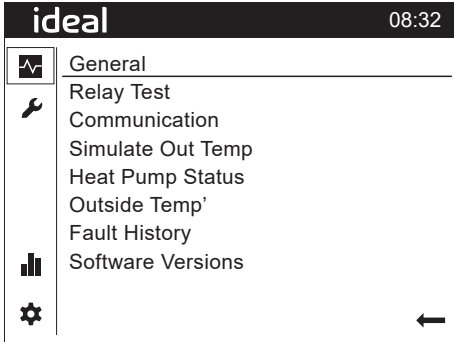 ideal 08:32
General
Relay Test
Communication
Simulate Out Temp
Heat Pump Status
Outside Temp’
Fault History
Software Versions